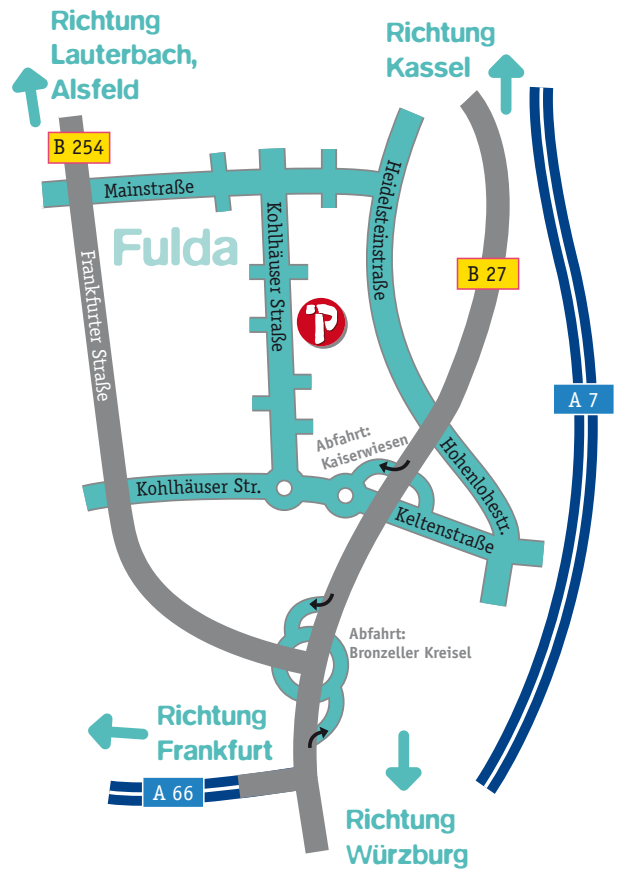 Richtung
Lauterbach,
Alsfeld
Richtung
Kassel
B 254
Mainstraße
Heidelsteinstraße
Kohlhäuser Straße
Fulda
Frankfurter Straße
B 27
P
A 7
Abfahrt:
Kaiserwiesen
Hohenlohestr.
Kohlhäuser Str.
Keltenstraße
Abfahrt:
Bronzeller Kreisel
Richtung
Frankfurt
A 66
Richtung
Würzburg